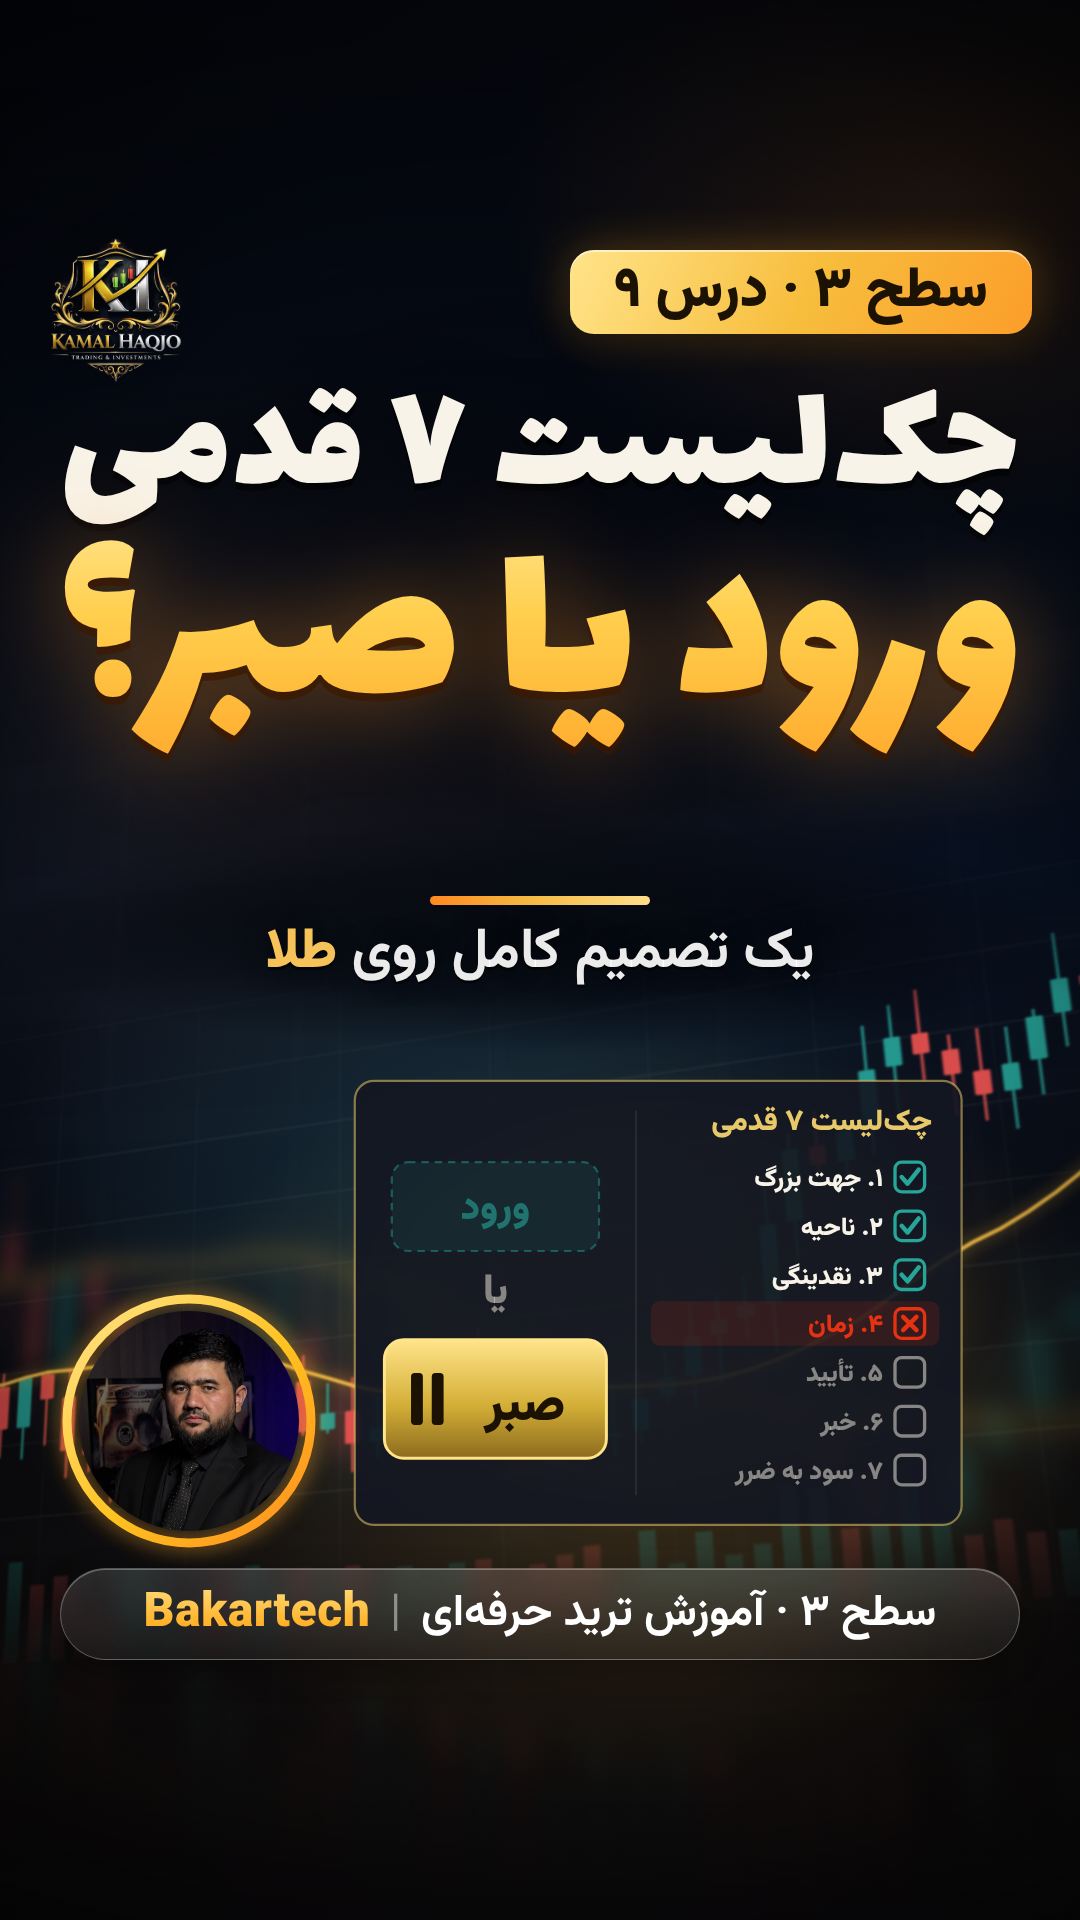 KI
KAMAL HAQJO
TRADING & INVESTMENTS
سطح ۳ · درس ۹
چک‌لیست ۷ قدمی
ورود یا صبر؟
یک تصمیم کامل روی طلا
چک‌لیست ۷ قدمی
۱. جهت بزرگ
۲. ناحیه
۳. نقدینگی
۴. زمان
۵. تأیید
۶. خبر
۷. سود به ضرر
ورود
یا
صبر
سطح ۳ · آموزش ترید حرفه‌ای | Bakartech